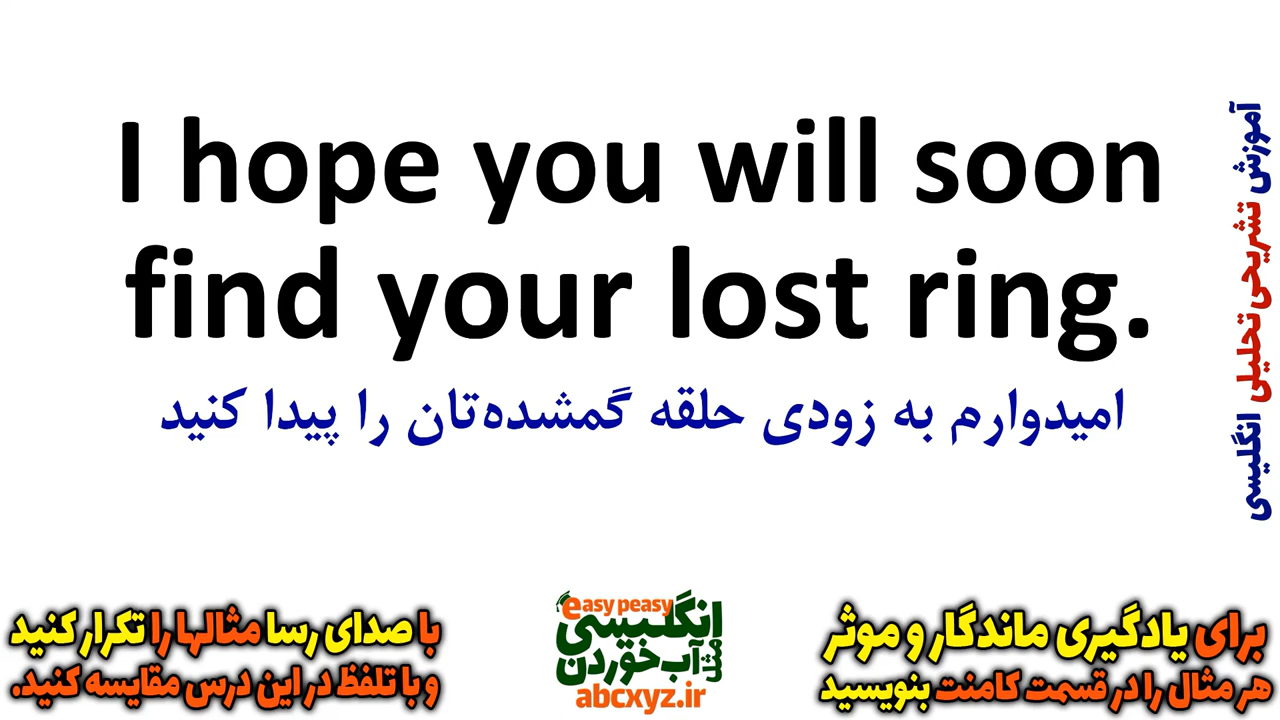 I hope you will soon
find your lost ring.
امیدوارم به زودی حلقه گمشده‌تان را پیدا کنید
آموزش تشریحی تحلیلی انگلیسی
برای یادگیری ماندگار و موثر
هر مثال را در قسمت کامنت بنویسید
easy peasy
انگلیسی
مثل آب خوردن
abcxyz.ir
با صدای رسا مثالها را تکرار کنید
و با تلفظ در این درس مقایسه کنید.